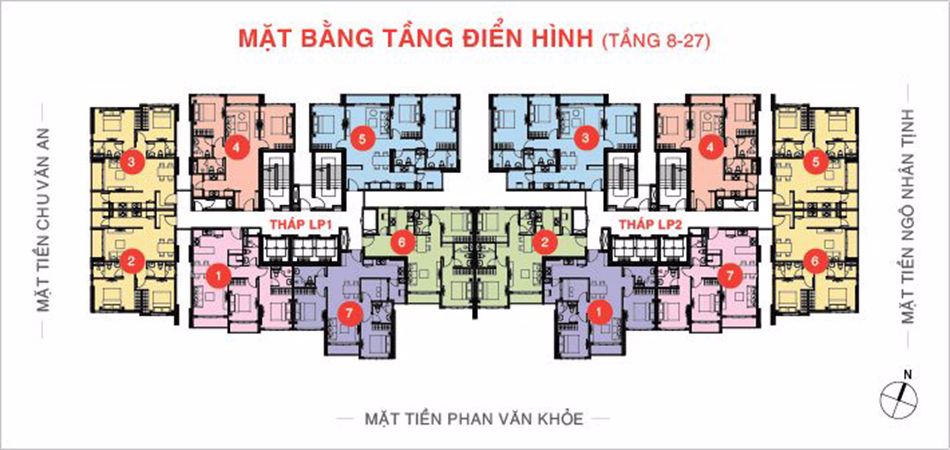 MẶT BẰNG TẦNG ĐIỂN HÌNH (TẦNG 8-27)
MẶT TIỀN CHU VĂN AN
4
5
3
4
3
5
THÁP LP1
THÁP LP2
2
1
6
2
7
6
7
1
MẶT TIỀN NGÔ NHÂN TỊNH
N
MẶT TIỀN PHAN VĂN KHỎE